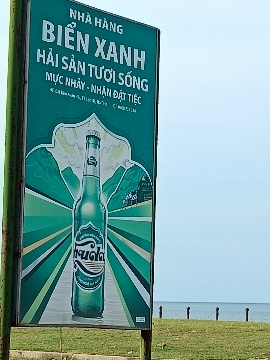 NHÀ HÀNG
BIỂN XANH
HẢI SẢN TƯƠI SỐNG
MỰC NHẢY - NHẬN ĐẶT TIỆC
Huda